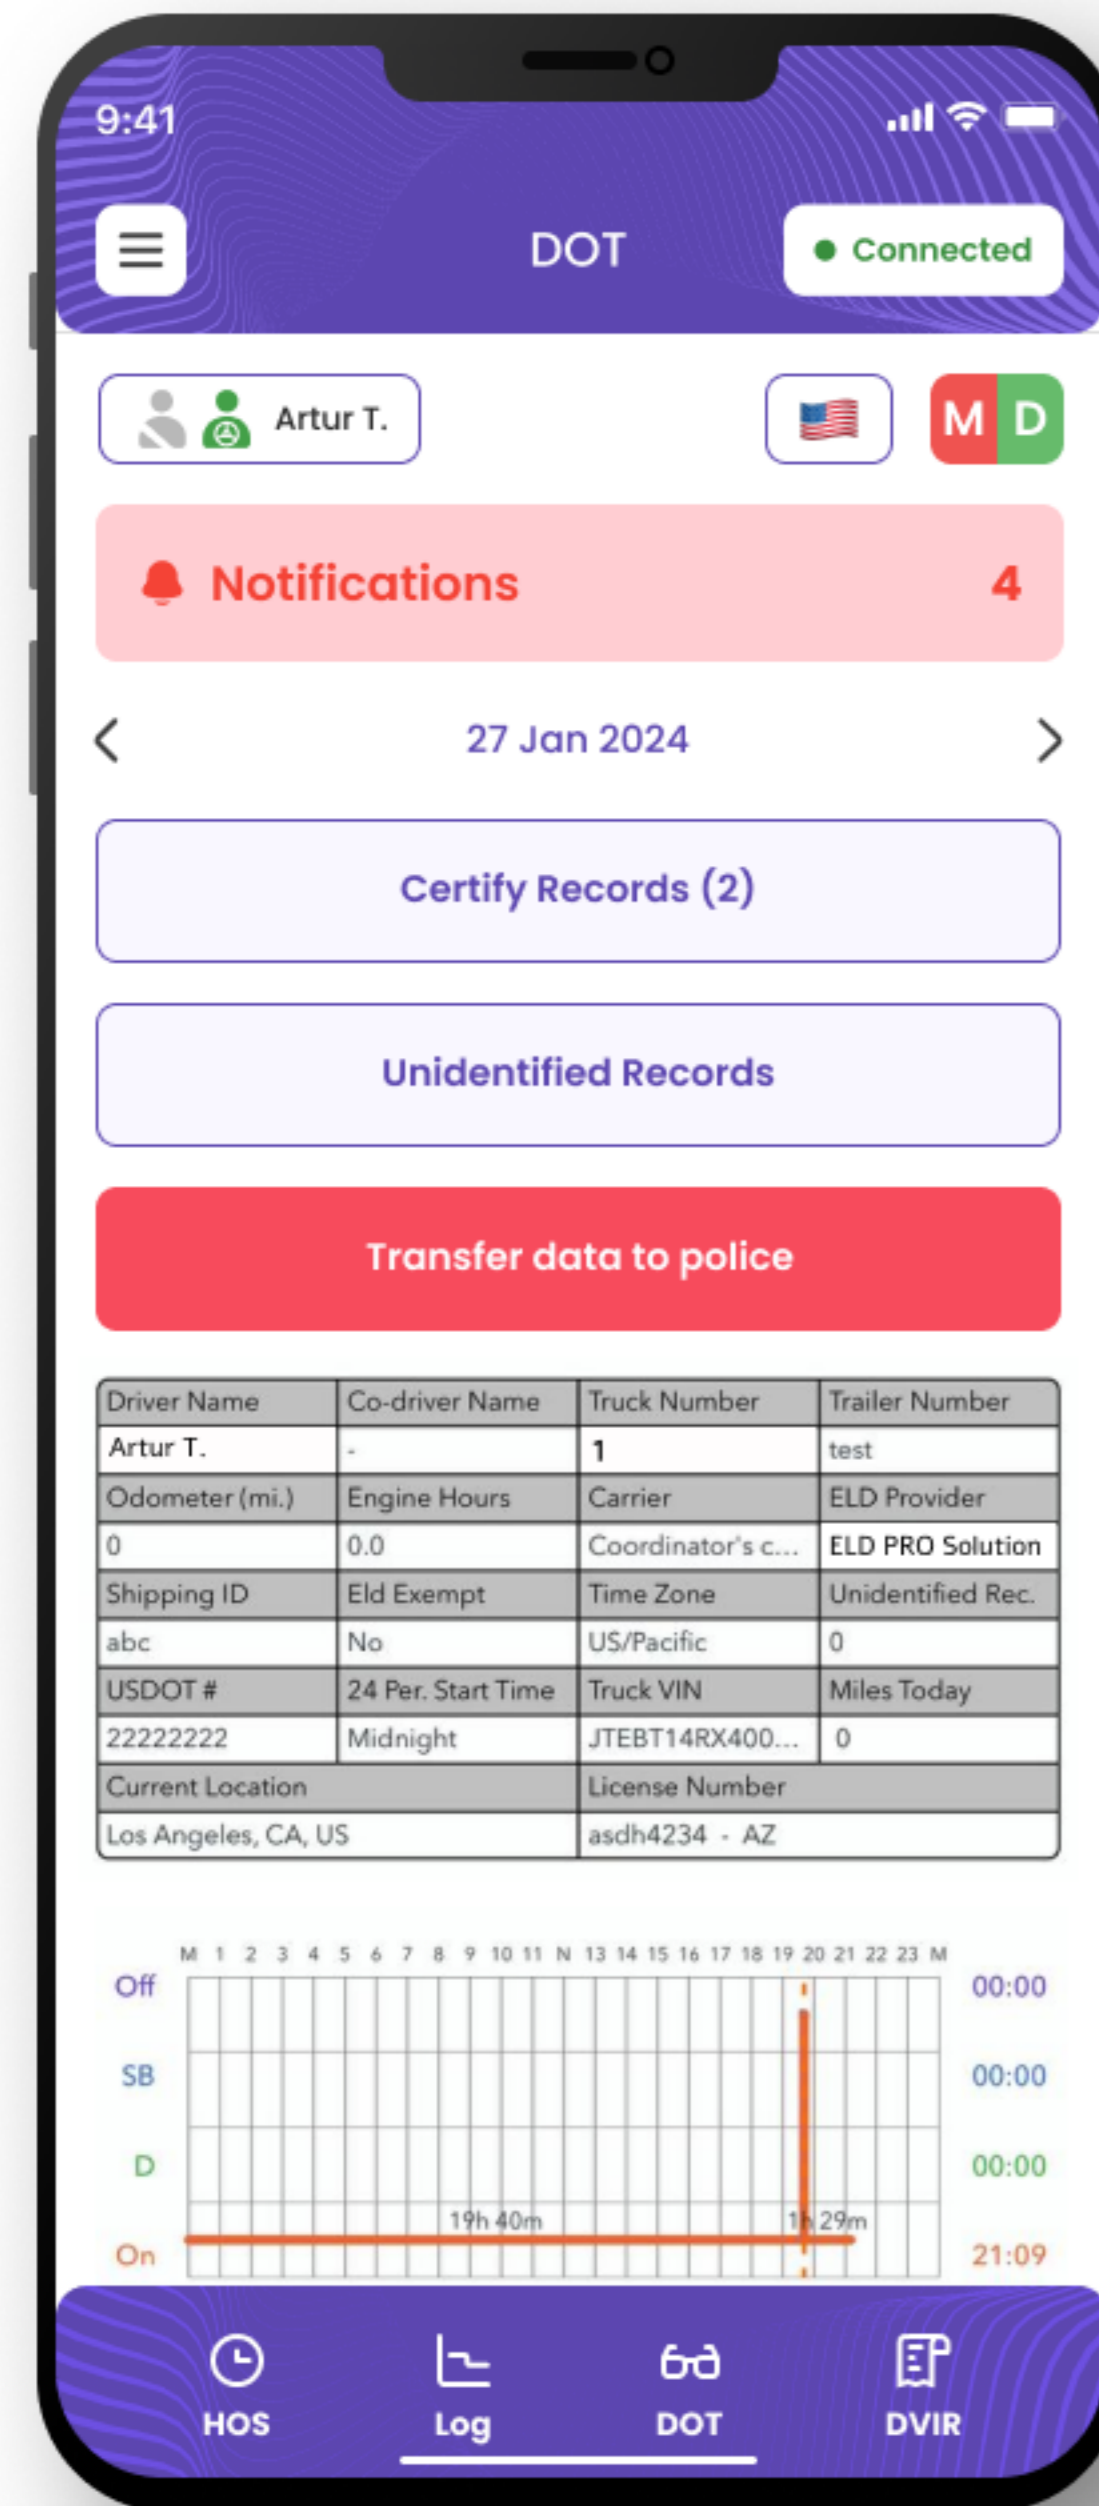 9:41
DOT
Connected
Artur T.
M D
Notifications 4
27 Jan 2024
Certify Records (2)
Unidentified Records
Transfer data to police
Driver Name Co-driver Name Truck Number Trailer Number
Artur T. - 1 test
Odometer (mi.) Engine Hours Carrier ELD Provider
0 0.0 Coordinator's c... ELD PRO Solution
Shipping ID Eld Exempt Time Zone Unidentified Rec.
abc No US/Pacific 0
USDOT # 24 Per. Start Time Truck VIN Miles Today
22222222 Midnight JTEBT14RX400... 0
Current Location License Number
Los Angeles, CA, US asdh4234 - AZ
M 1 2 3 4 5 6 7 8 9 10 11 N 13 14 15 16 17 18 19 20 21 22 23 M
Off 00:00
SB 00:00
D 00:00
19h 40m 1h 29m
On 21:09
HOS Log DOT DVIR